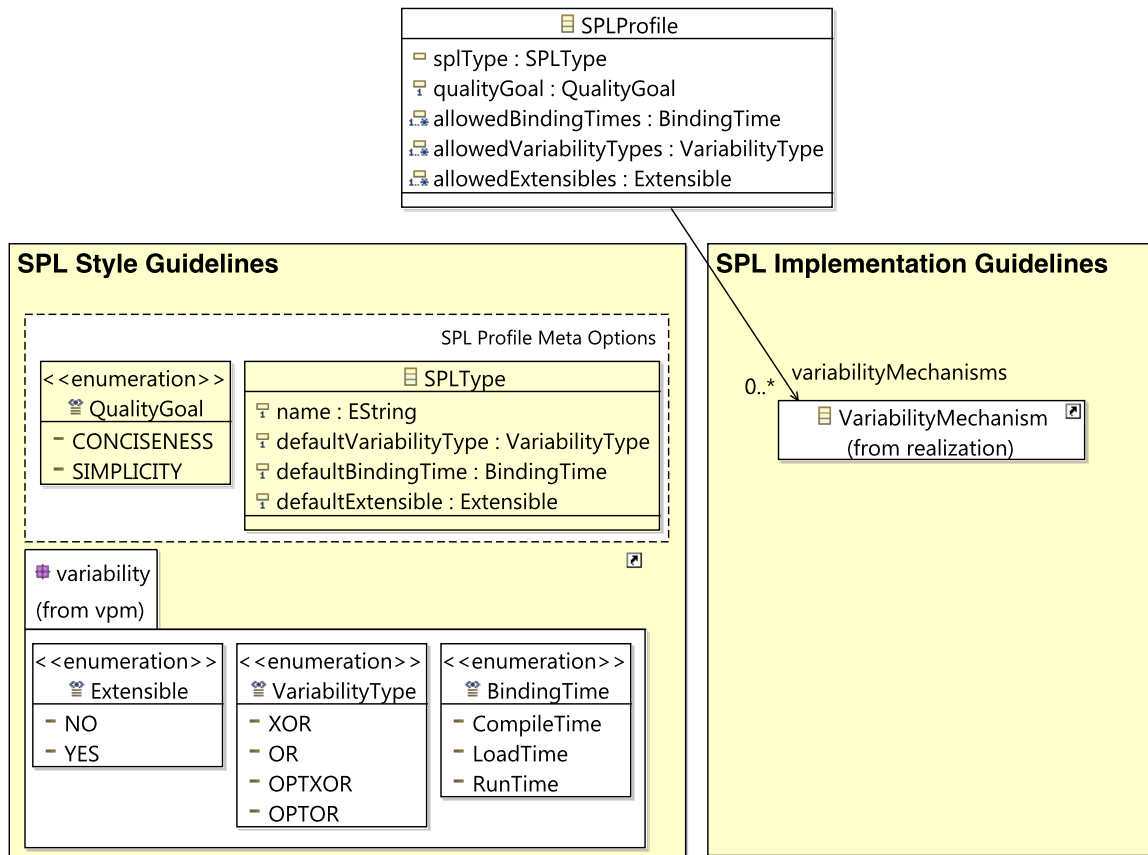 SPLProfile
splType : SPLType
qualityGoal : QualityGoal
allowedBindingTimes : BindingTime
allowedVariabilityTypes : VariabilityType
allowedExtensibles : Extensible
SPL Style Guidelines
SPL Profile Meta Options
<<enumeration>>
QualityGoal
CONCISENESS
SIMPLICITY
SPLType
name : EString
defaultVariabilityType : VariabilityType
defaultBindingTime : BindingTime
defaultExtensible : Extensible
variability
(from vpm)
<<enumeration>>
Extensible
NO
YES
<<enumeration>>
VariabilityType
XOR
OR
OPTXOR
OPTOR
<<enumeration>>
BindingTime
CompileTime
LoadTime
RunTime
SPL Implementation Guidelines
variabilityMechanisms
0..*
VariabilityMechanism
(from realization)